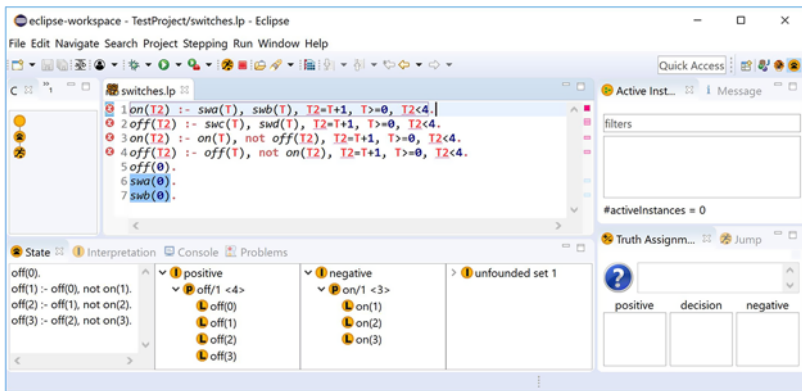 eclipse-workspace - TestProject/switches.lp - Eclipse
File Edit Navigate Search Project Stepping Run Window Help
Quick Access
C
switches.lp
1 on(T2) :- swa(T), swb(T), T2=T+1, T>=0, T2<4.
2 off(T2) :- swc(T), swd(T), T2=T+1, T>=0, T2<4.
3 on(T2) :- on(T), not off(T2), T2=T+1, T>=0, T2<4.
4 off(T2) :- off(T), not on(T2), T2=T+1, T>=0, T2<4.
5 off(0).
6 swa(0).
7 swb(0).
Active Inst...
Message
filters
#activeInstances = 0
State
Interpretation
Console
Problems
off(0).
off(1) :- off(0), not on(1).
off(2) :- off(1), not on(2).
off(3) :- off(2), not on(3).
positive
off/1 <4>
off(0)
off(1)
off(2)
off(3)
negative
on/1 <3>
on(1)
on(2)
on(3)
unfounded set 1
Truth Assignm...
Jump
positive decision negative